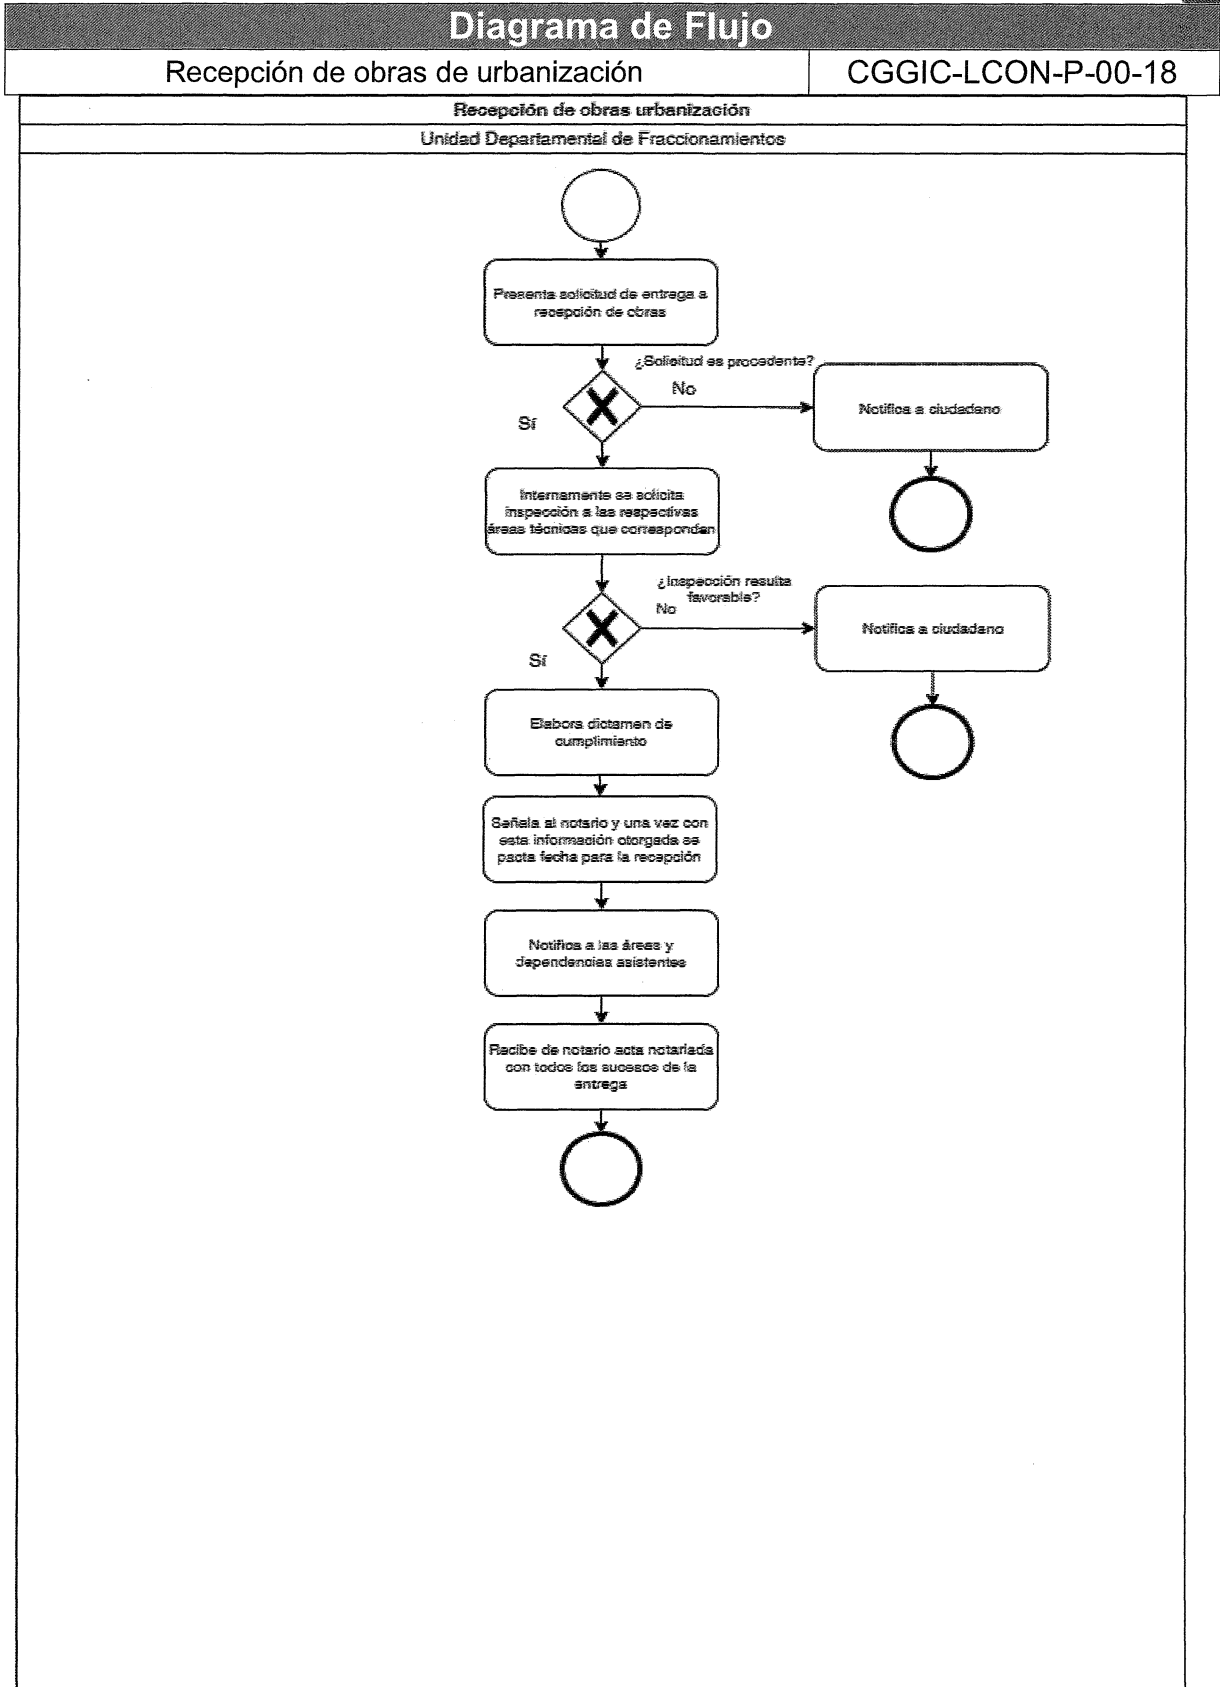 Diagrama de Flujo
Recepción de obras de urbanización
CGGIC-LCON-P-00-18
Recepción de obras urbanización
Unidad Departamental de Fraccionamientos
Presenta solicitud de entrega a
recepción de obras
¿Solicitud es procedente?
No
Notifica a ciudadano
Sí
Internamente se solicita
inspección a las respectivas
áreas técnicas que correspondan
¿Inspección resulta
favorable?
No
Notifica a ciudadano
Sí
Elabora dictamen de
cumplimiento
Señala al notario y una vez con
esta información otorgada se
pacta fecha para la recepción
Notifica a las áreas y
dependencias asistentes
Recibe de notario acta notariada
con todos los sucesos de la
entrega